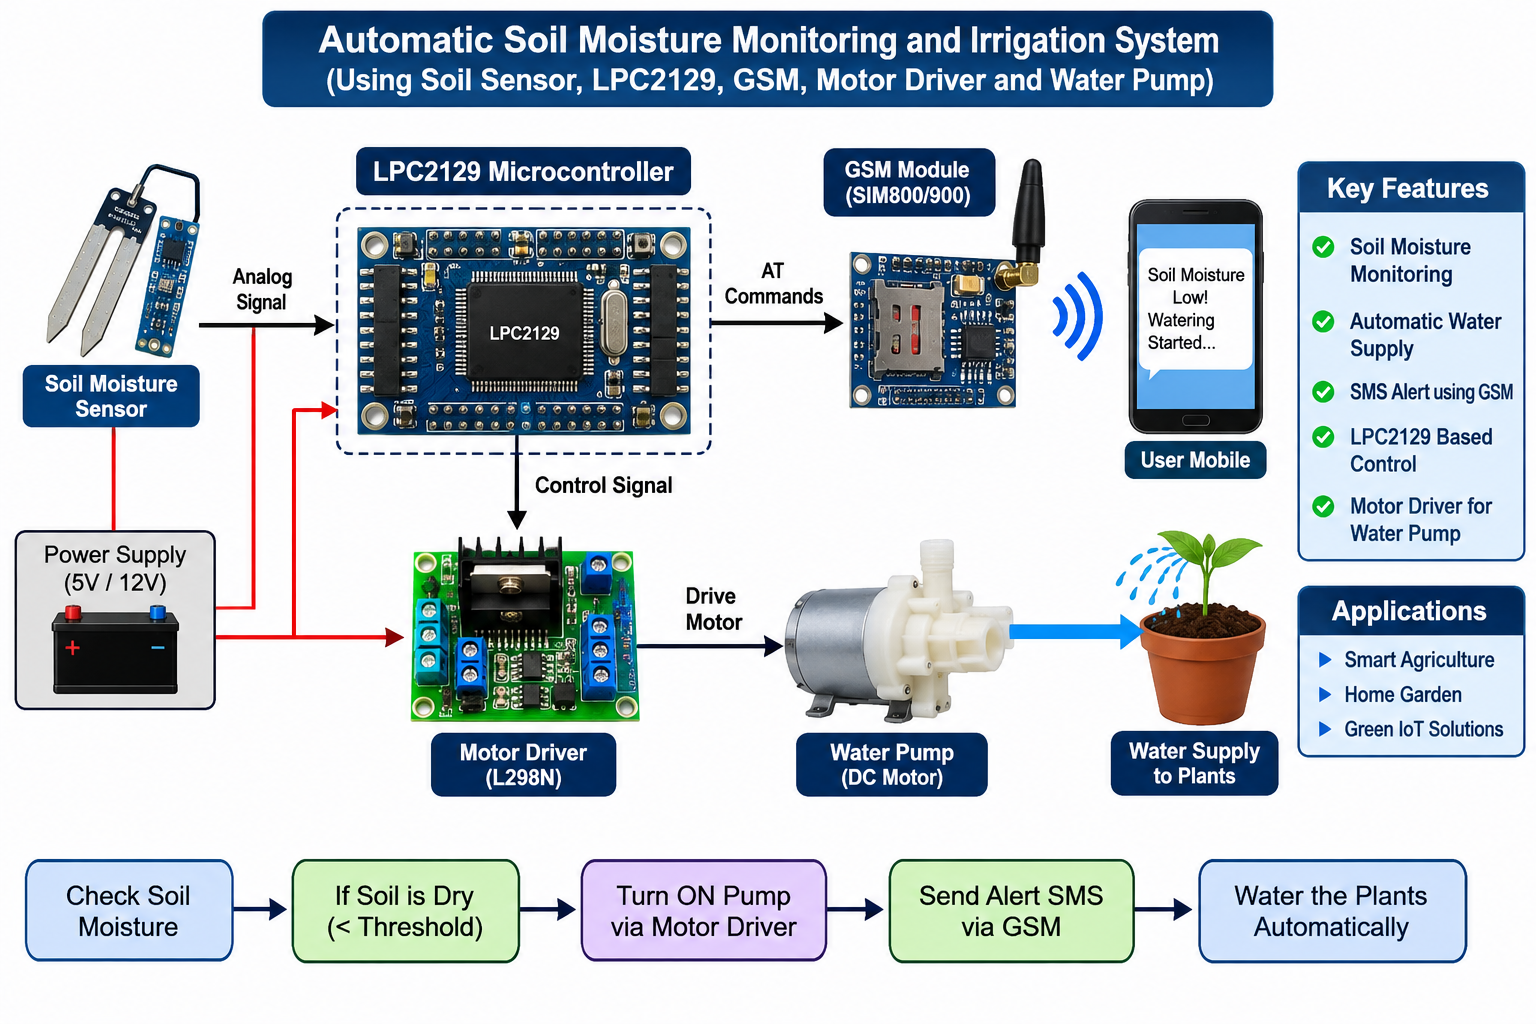 Automatic Soil Moisture Monitoring and Irrigation System
(Using Soil Sensor, LPC2129, GSM, Motor Driver and Water Pump)
LPC2129 Microcontroller
GSM Module
(SIM800/900)
Key Features
Soil Moisture
Monitoring
Automatic Water
Supply
SMS Alert using GSM
LPC2129 Based
Control
Motor Driver for
Water Pump
Analog
Signal
LPC2129
AT
Commands
Soil Moisture
Low!
Watering
Started...
Soil Moisture
Sensor
User Mobile
Control Signal
Power Supply
(5V / 12V)
+ −
Drive
Motor
Applications
Smart Agriculture
Home Garden
Green IoT Solutions
Motor Driver
(L298N)
Water Pump
(DC Motor)
Water Supply
to Plants
Check Soil
Moisture
If Soil is Dry
(< Threshold)
Turn ON Pump
via Motor Driver
Send Alert SMS
via GSM
Water the Plants
Automatically